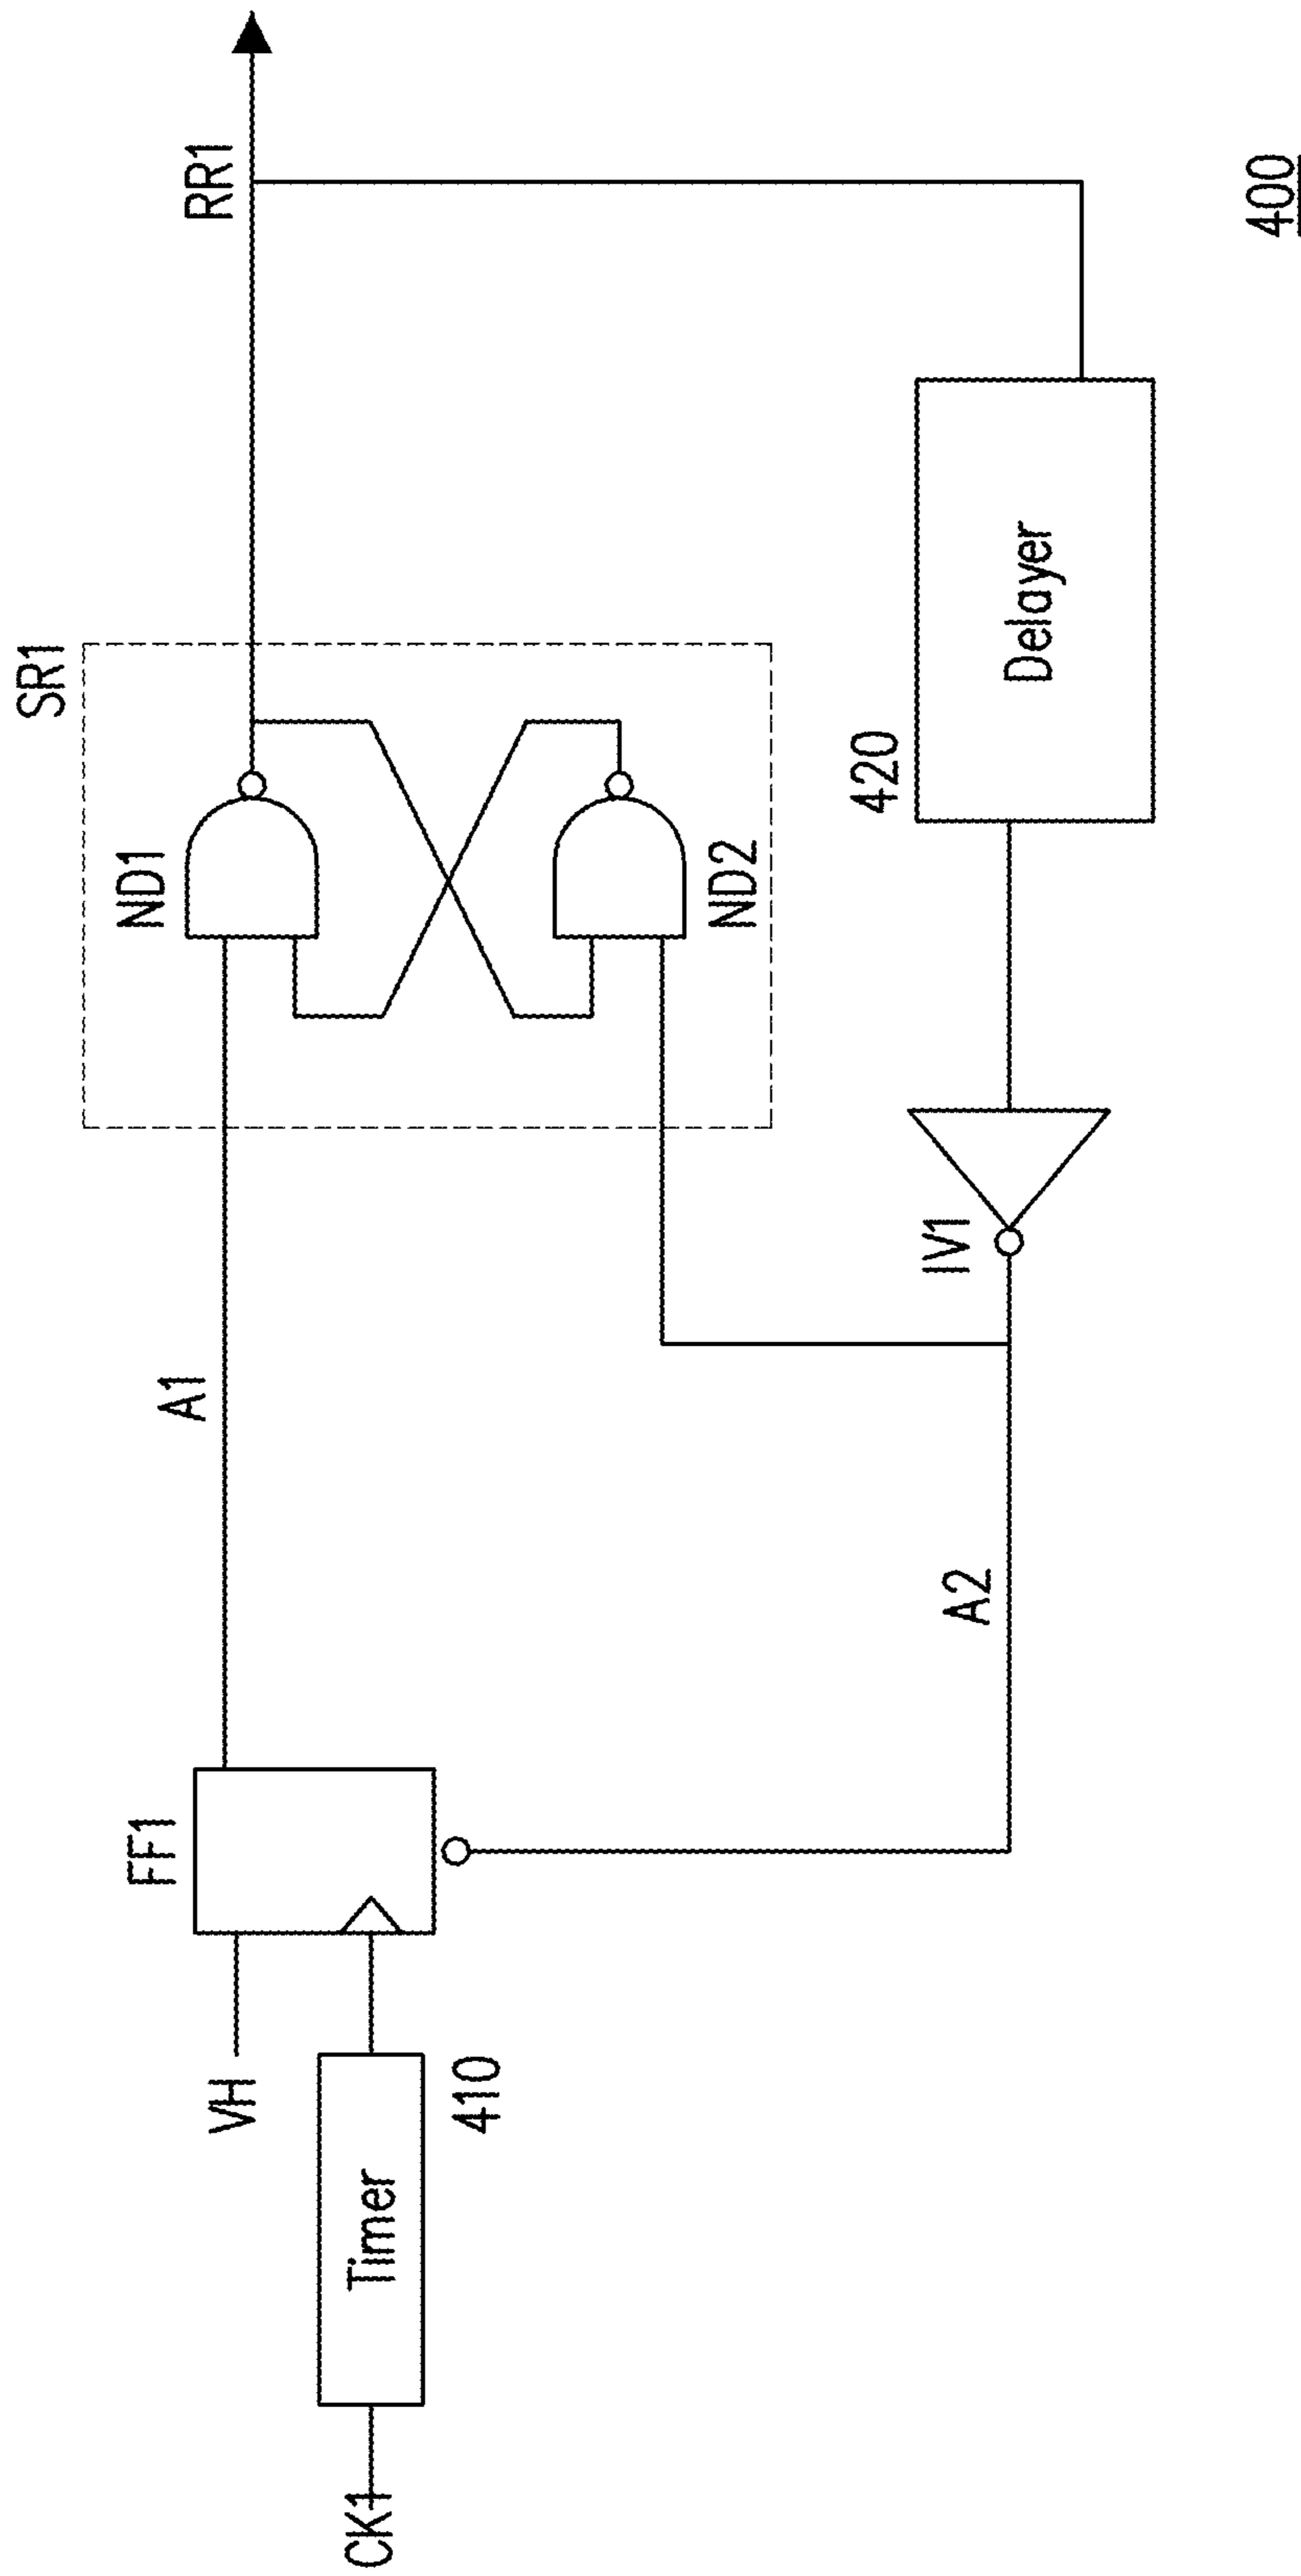 SR1
RR1
ND1
A1
FF1
VH
Timer
410
CK1
ND2
420
Delayer
IV1
A2
400